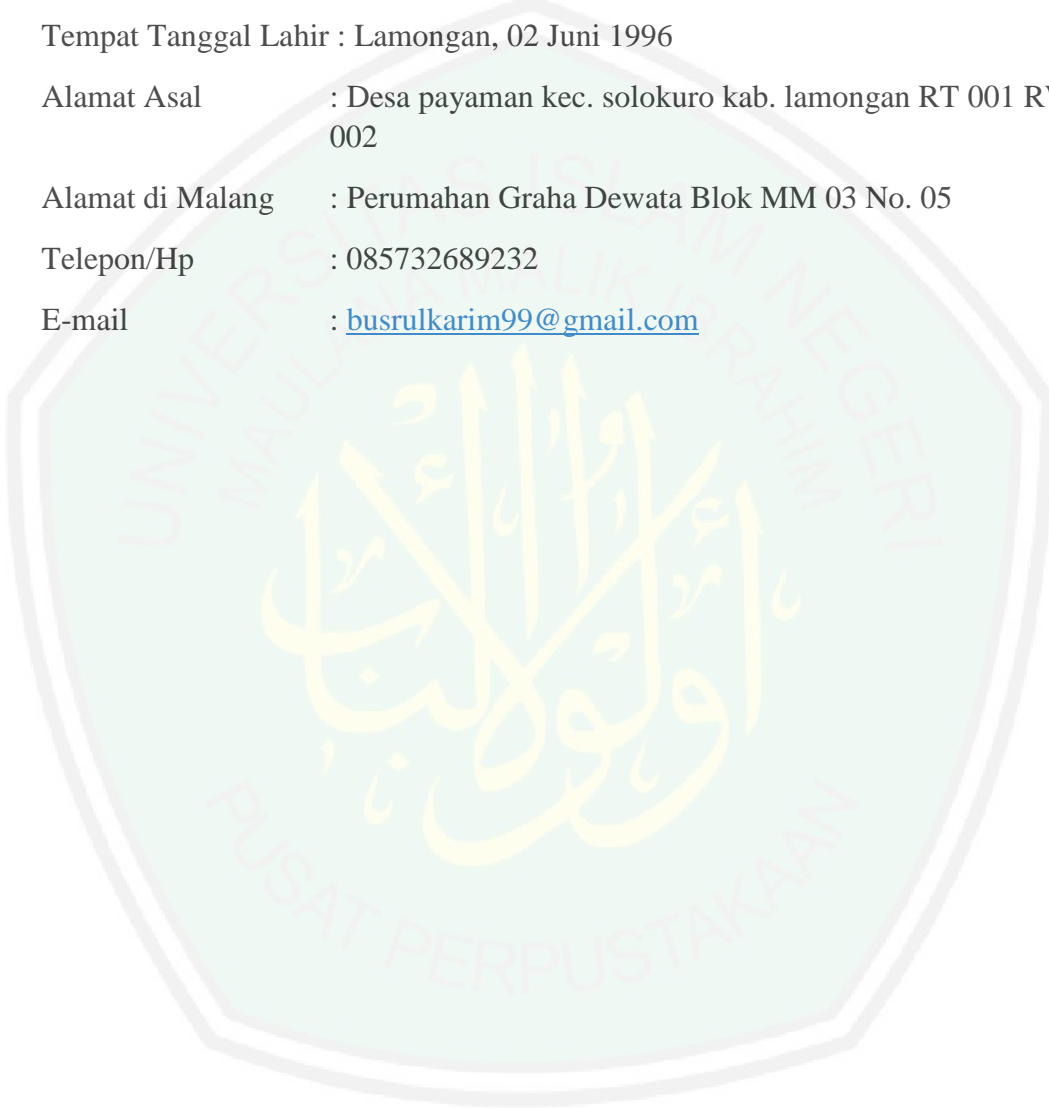 Tempat Tanggal Lahir : Lamongan, 02 Juni 1996
Alamat Asal : Desa payaman kec. solokuro kab. lamongan RT 001
002
Alamat di Malang : Perumahan Graha Dewata Blok MM 03 No. 05
Telepon/Hp : 085732689232
E-mail : busrulkarim99@gmail.com
UNIVERSITAS ISLAM NEGERI
MAULANA MALIK IBRAHIM
أولوا الألباب
PUSAT PERPUSTAKAAN